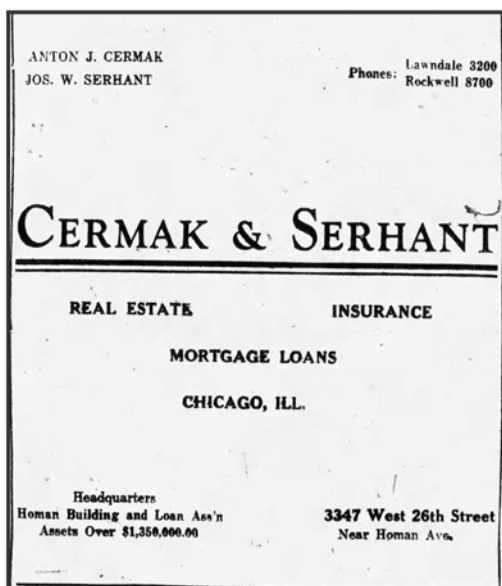 ANTON J. CERMAK
JOS. W. SERHANT
Phones: Lawndale 3200
Rockwell 8700
CERMAK & SERHANT
REAL ESTATE INSURANCE
MORTGAGE LOANS
CHICAGO, ILL.
Headquarters
Homan Building and Loan Ass'n
Assets Over $1,350,000.00
3347 West 26th Street
Near Homan Ave.